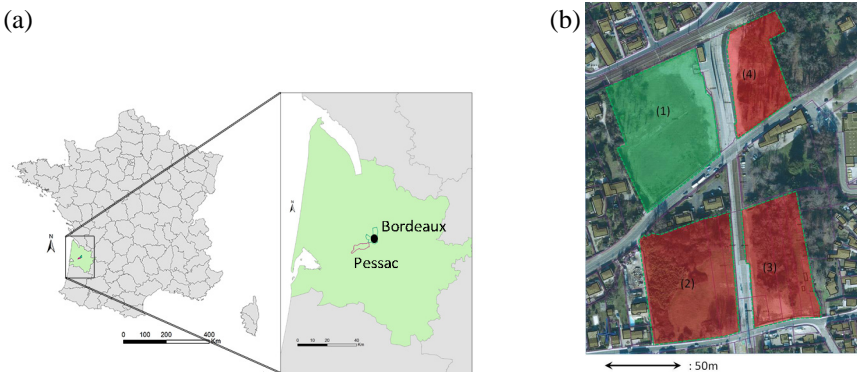 (a)
(b)
(4)
(1)
N
N
Bordeaux
Pessac
(2)
(3)
0 100 200 400
Km
0 10 20 40
Km
: 50m